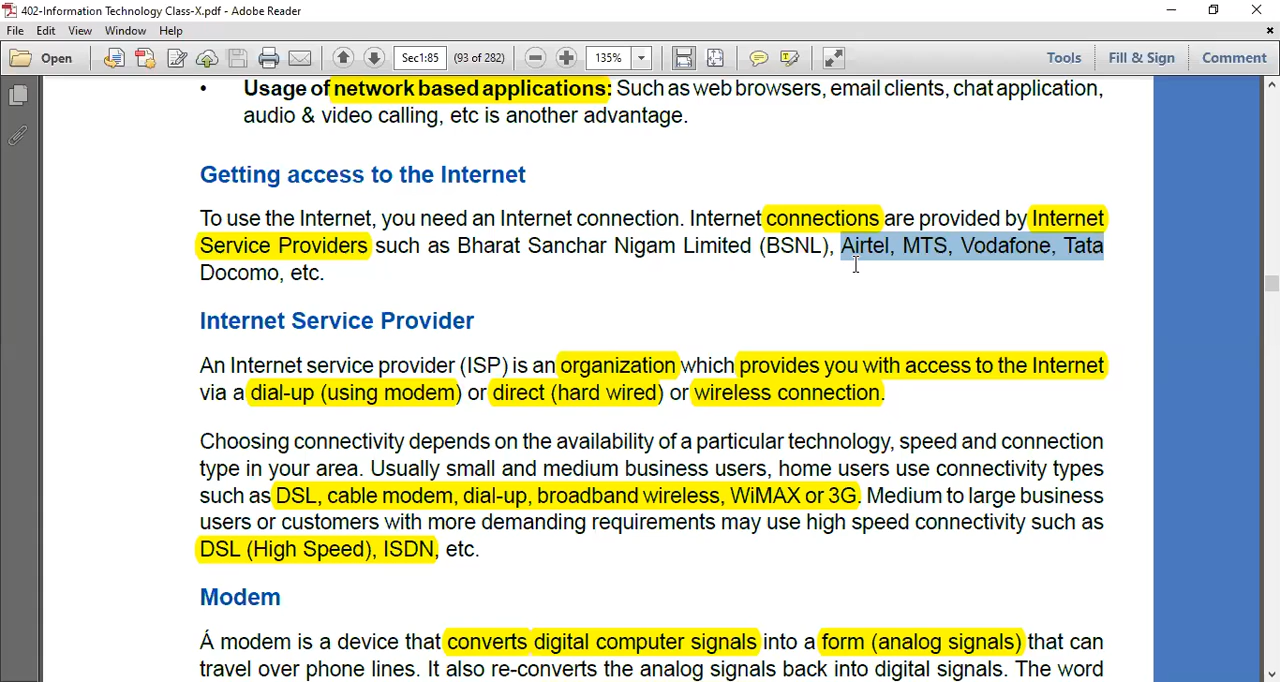 402-Information Technology Class-X.pdf - Adobe Reader
File Edit View Window Help
Open Sec1:85 (93 of 282) 135% Tools Fill & Sign Comment
• Usage of network based applications: Such as web browsers, email clients, chat application,
audio & video calling, etc is another advantage.
Getting access to the Internet
To use the Internet, you need an Internet connection. Internet connections are provided by Internet
Service Providers such as Bharat Sanchar Nigam Limited (BSNL), Airtel, MTS, Vodafone, Tata
Docomo, etc.
Internet Service Provider
An Internet service provider (ISP) is an organization which provides you with access to the Internet
via a dial-up (using modem) or direct (hard wired) or wireless connection.
Choosing connectivity depends on the availability of a particular technology, speed and connection
type in your area. Usually small and medium business users, home users use connectivity types
such as DSL, cable modem, dial-up, broadband wireless, WiMAX or 3G. Medium to large business
users or customers with more demanding requirements may use high speed connectivity such as
DSL (High Speed), ISDN, etc.
Modem
Á modem is a device that converts digital computer signals into a form (analog signals) that can
travel over phone lines. It also re-converts the analog signals back into digital signals. The word